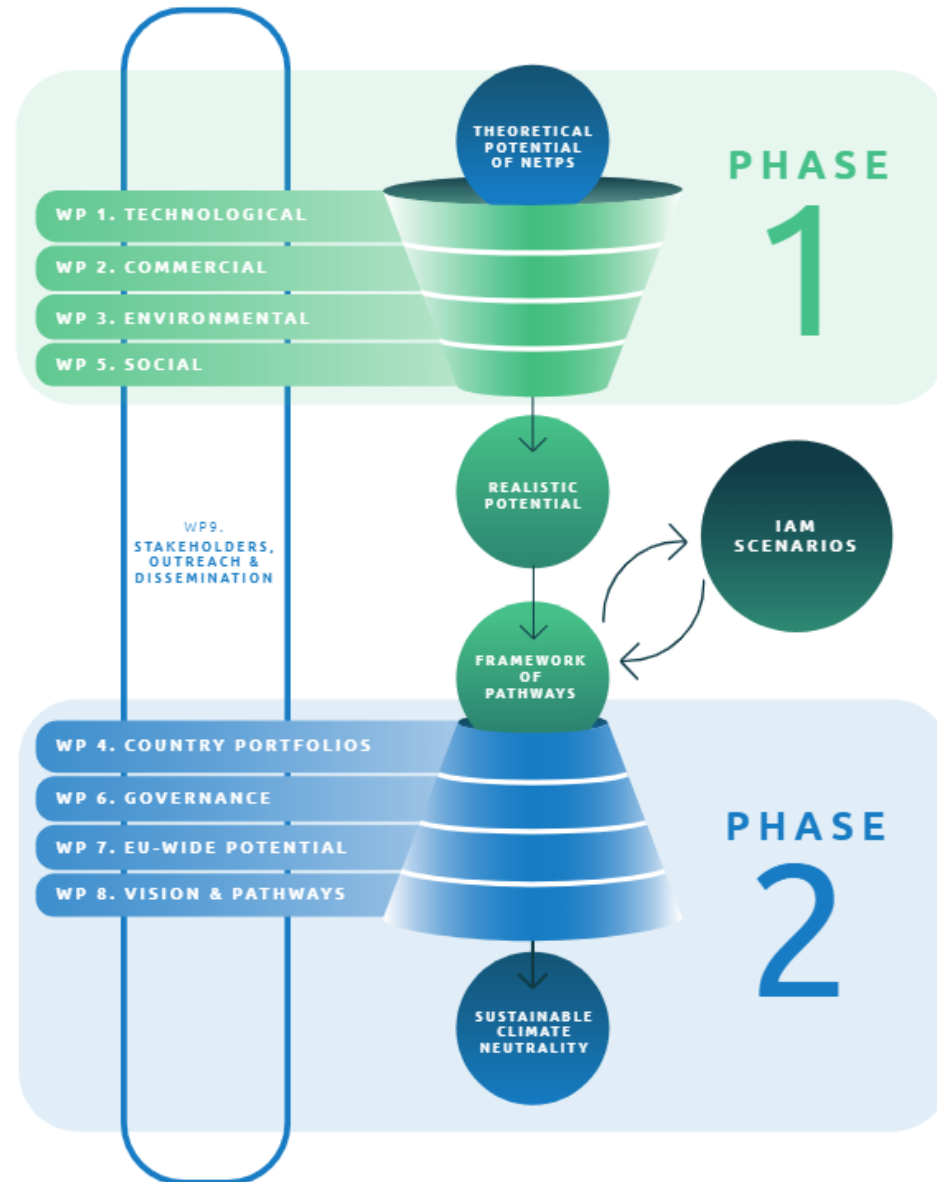 THEORETICAL
POTENTIAL
OF NETPS
PHASE
1
WP 1. TECHNOLOGICAL
WP 2. COMMERCIAL
WP 3. ENVIRONMENTAL
WP 5. SOCIAL
REALISTIC
POTENTIAL
IAM
SCENARIOS
WP9.
STAKEHOLDERS,
OUTREACH &
DISSEMINATION
FRAMEWORK
OF
PATHWAYS
WP 4. COUNTRY PORTFOLIOS
WP 6. GOVERNANCE
WP 7. EU-WIDE POTENTIAL
WP 8. VISION & PATHWAYS
PHASE
2
SUSTAINABLE
CLIMATE
NEUTRALITY